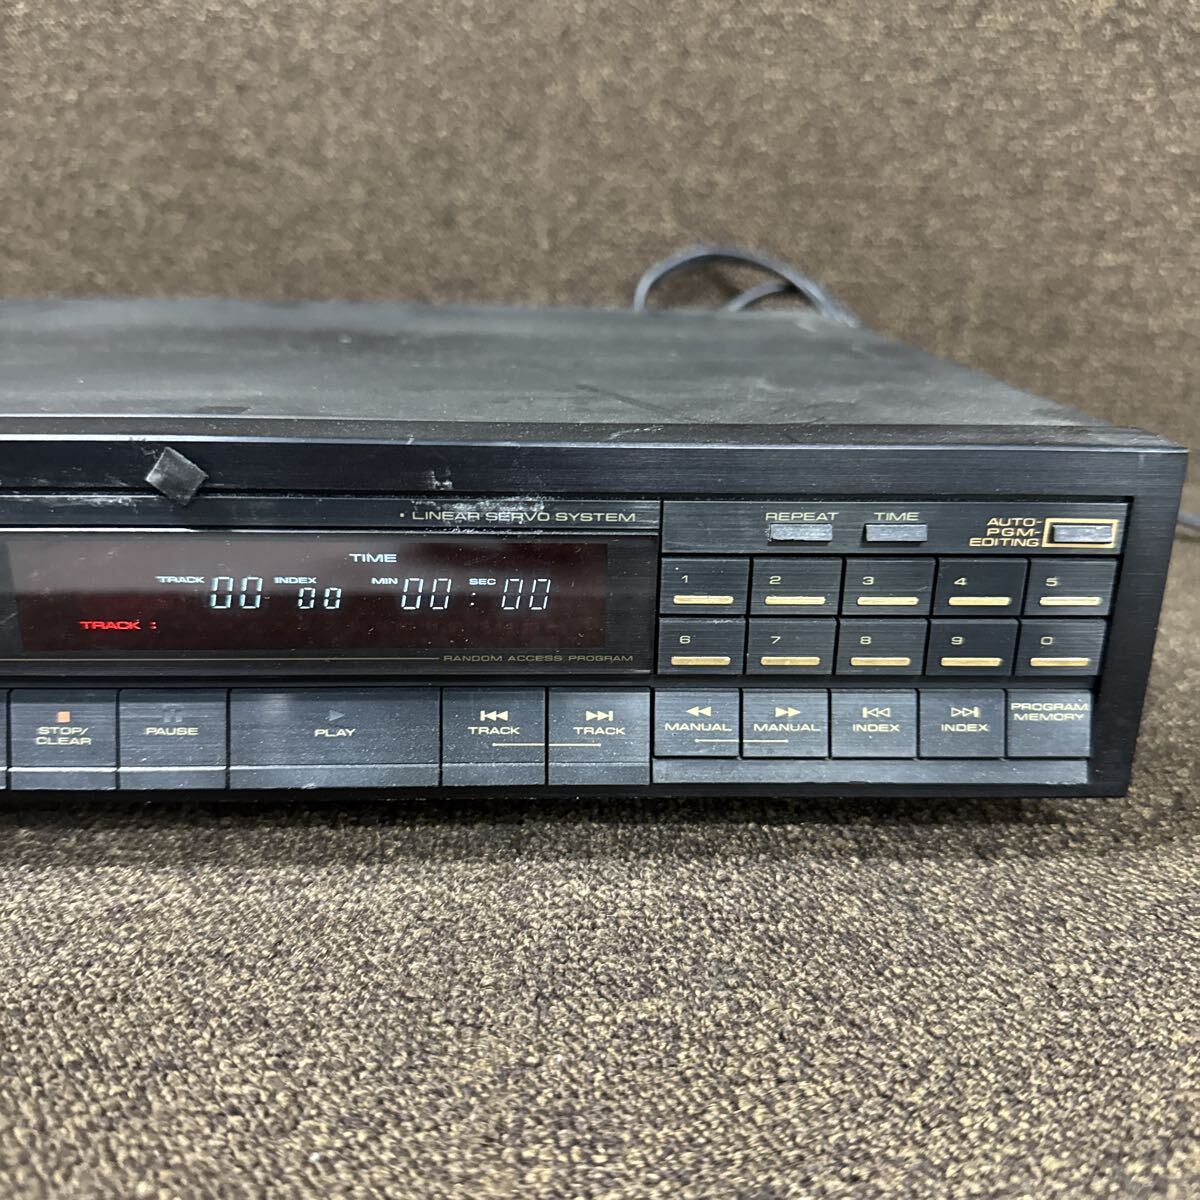 • LINEAR SERVO SYSTEM
REPEAT
TIME
AUTO-
PGM-
EDITING
TIME
TRACK 00 INDEX 00 MIN 00 : SEC 00
TRACK :
RANDOM ACCESS PROGRAM
1 2 3 4 5
6 7 8 9 0
STOP/
CLEAR
PAUSE
PLAY
TRACK
TRACK
MANUAL
MANUAL
INDEX
INDEX
PROGRAM
MEMORY